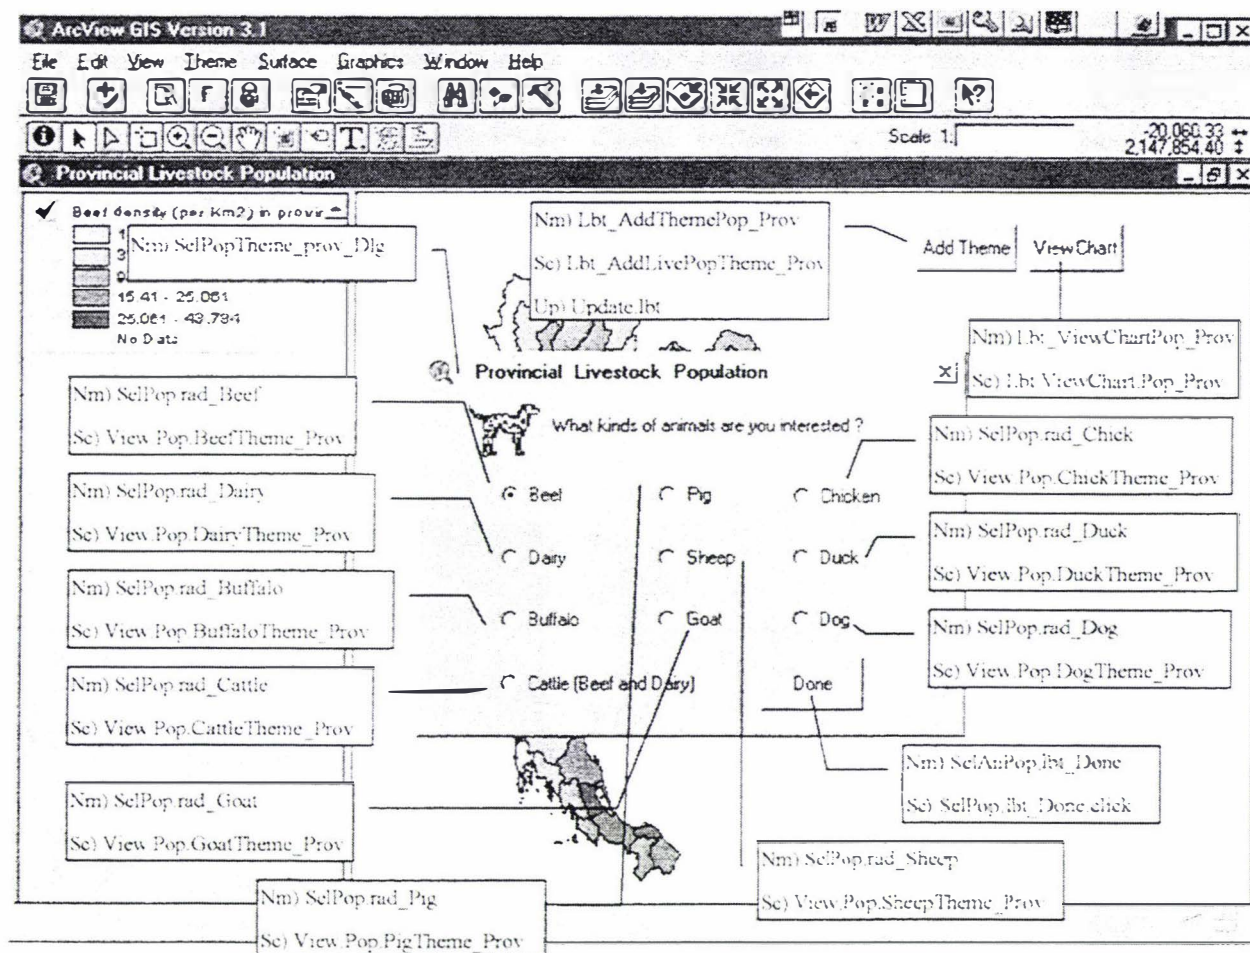 ArcView GIS Version 3.1
File Edit View Theme Surface Graphics Window Help
Scale 1:
-20,060.33
2,147,854.40
Provincial Livestock Population
Beef density (per Km2) in provin
1
3
9
15.41 - 25.061
25.061 - 43.734
No Data
Nm) SelPopTheme_prov_Dlg
Nm) Lbt_AddThemePop_Prov
Sc) Lbt_AddLivePopTheme_Prov
Up) Update.lbt
Add Theme
View Chart
Nm) Lbt_ViewChartPop_Prov
Sc) Lbt.ViewChart.Pop_Prov
Provincial Livestock Population
What kinds of animals are you interested ?
Nm) SelPop.rad_Beef
Sc) View.Pop.BeefTheme_Prov
Nm) SelPop.rad_Chick
Sc) View.Pop.ChickTheme_Prov
Beef
Pig
Chicken
Nm) SelPop.rad_Dairy
Sc) View.Pop.DairyTheme_Prov
Nm) SelPop.rad_Duck
Sc) View.Pop.DuckTheme_Prov
Dairy
Sheep
Duck
Nm) SelPop.rad_Buffalo
Sc) View.Pop.BuffaloTheme_Prov
Nm) SelPop.rad_Dog
Sc) View.Pop.DogTheme_Prov
Buffalo
Goat
Dog
Nm) SelPop.rad_Cattle
Sc) View.Pop.CattleTheme_Prov
Cattle (Beef and Dairy)
Done
Nm) SelAnPop.lbt_Done
Sc) SelPop.lbt_Done.click
Nm) SelPop.rad_Goat
Sc) View.Pop.GoatTheme_Prov
Nm) SelPop.rad_Sheep
Sc) View.Pop.SheepTheme_Prov
Nm) SelPop.rad_Pig
Sc) View.Pop.PigTheme_Prov